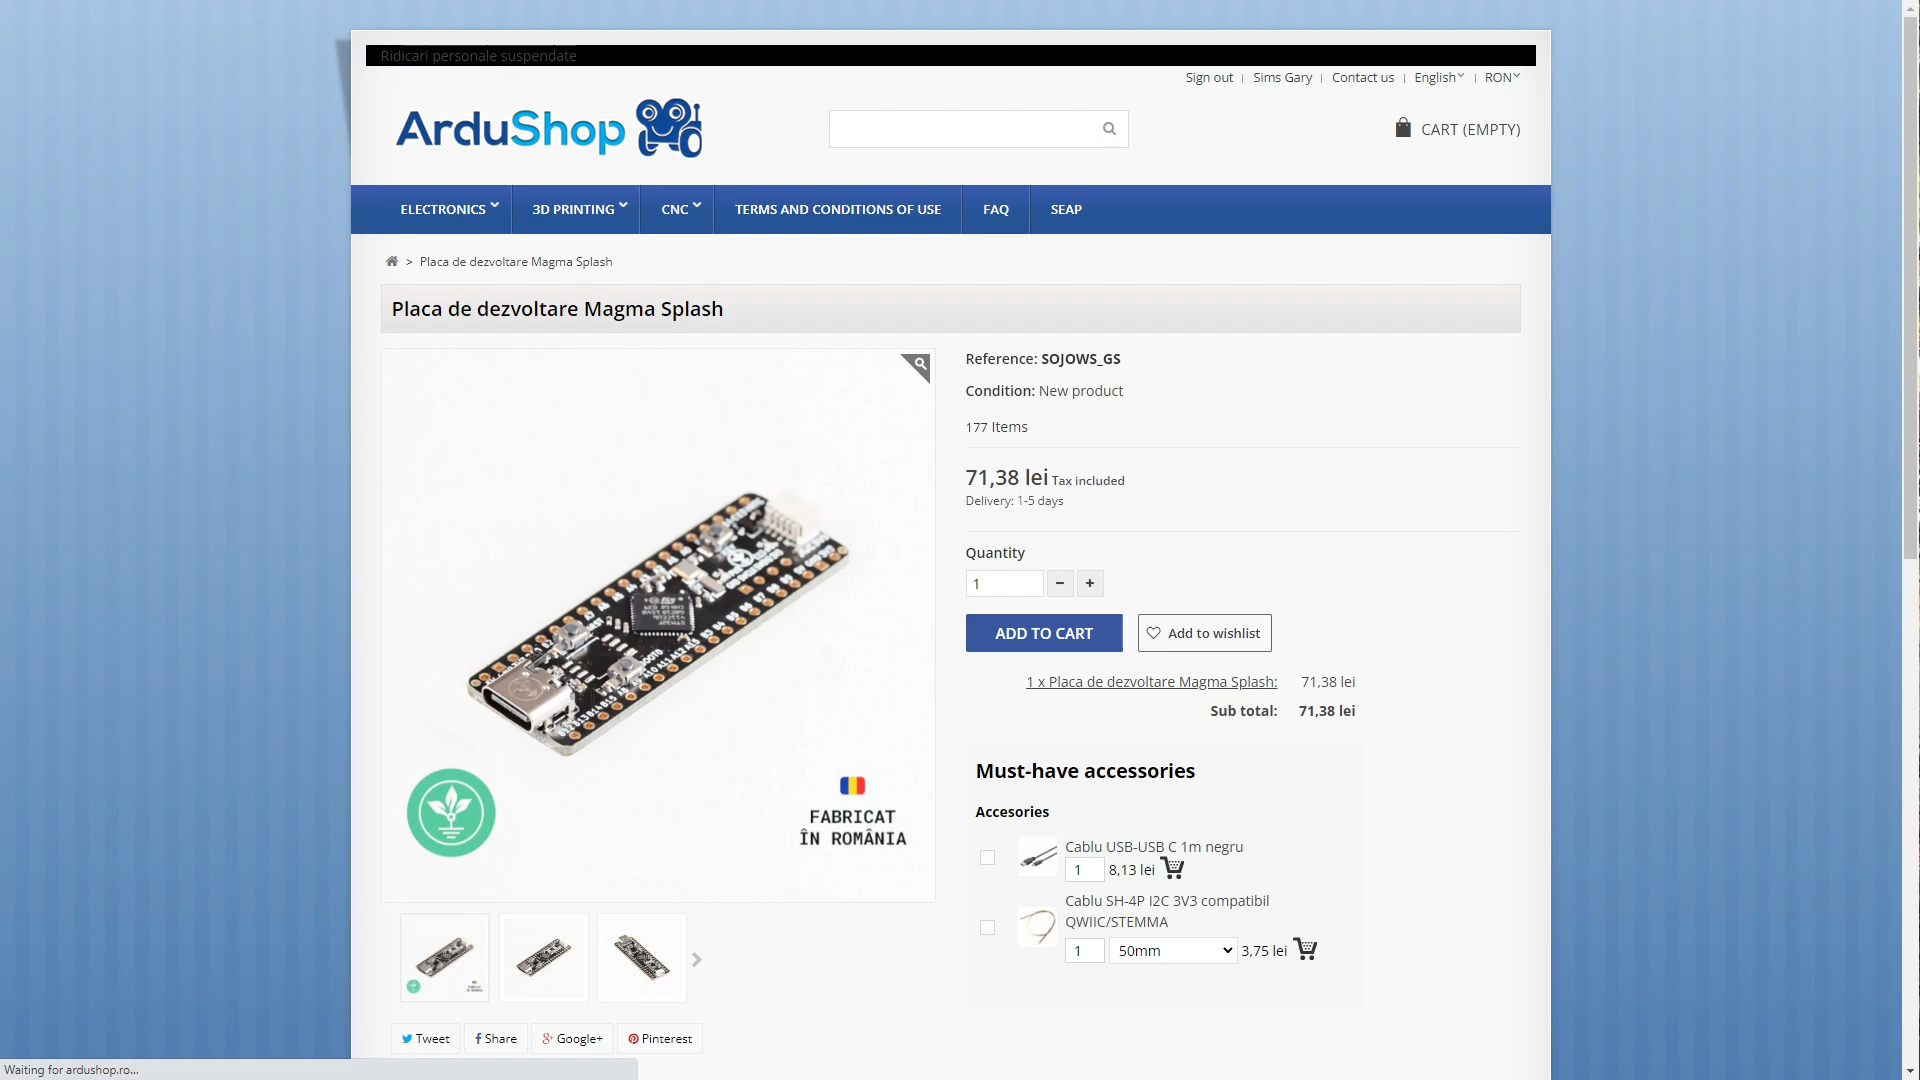 Ridicari personale suspendate
Sign out
Sims Gary
Contact us
English
RON
ArduShop
CART (EMPTY)
ELECTRONICS
3D PRINTING
CNC
TERMS AND CONDITIONS OF USE
FAQ
SEAP
> Placa de dezvoltare Magma Splash
Placa de dezvoltare Magma Splash
Reference: SOJOWS_GS
Condition: New product
177 Items
71,38 lei Tax included
Delivery: 1-5 days
Quantity
1
ADD TO CART
Add to wishlist
1 x Placa de dezvoltare Magma Splash: 71,38 lei
Sub total: 71,38 lei
FABRICAT
ÎN ROMÂNIA
Must-have accessories
Accesories
Cablu USB-USB C 1m negru
1 8,13 lei
Cablu SH-4P I2C 3V3 compatibil
QWIIC/STEMMA
1 50mm 3,75 lei
Tweet
Share
Google+
Pinterest
Waiting for ardushop.ro...